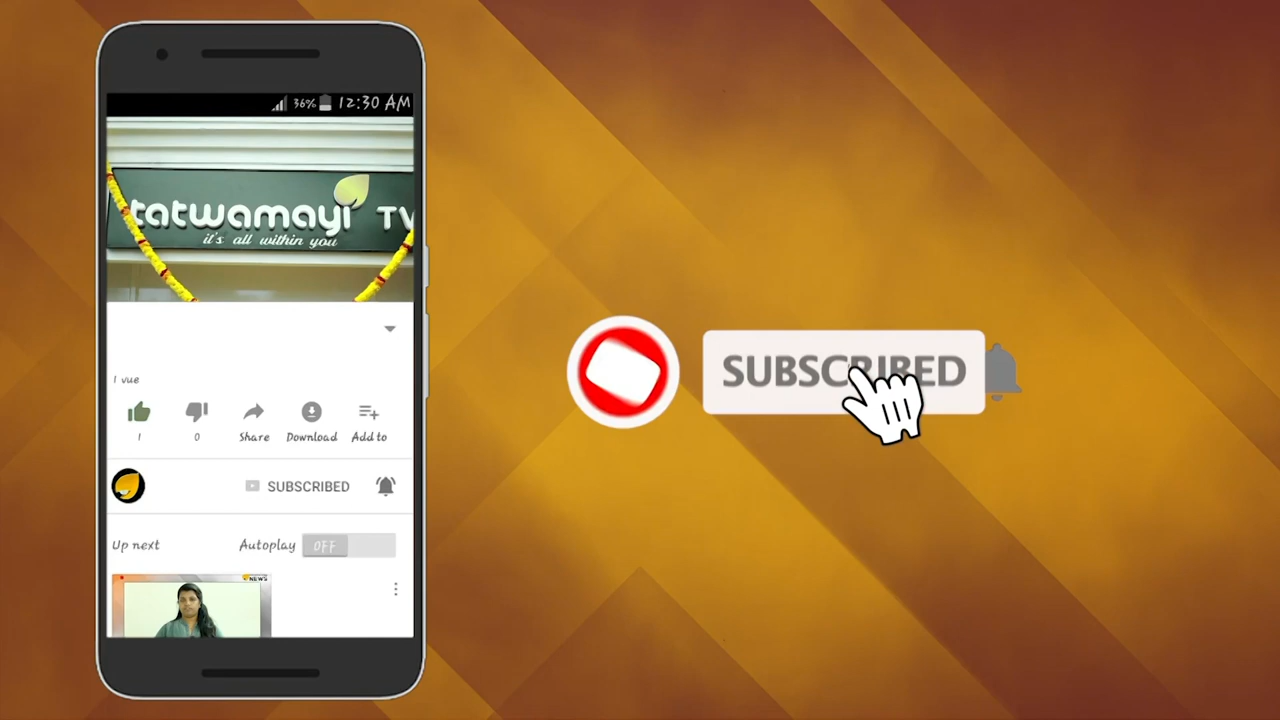 36% 12:30 AM
tatwamayi TV
it's all within you
1 vue
1 0 Share Download Add to
SUBSCRIBED
Up next Autoplay OFF
NEWS
SUBSCRIBED